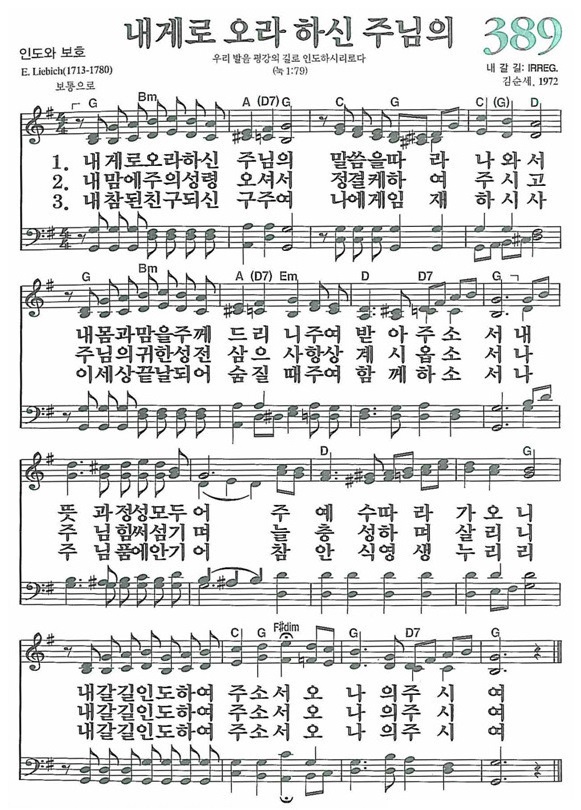 내게로 오라 하신 주님의 389
인도와 보호
우리 발을 평강의 길로 인도하시리로다
(눅 1:79)
E. Liebich(1713-1780)
내 갈 길: IRREG.
보통으로
김순세, 1972
G Bm A (D7) G C G C (G) D
1. 내 게로오라하신 주님의 말씀을따 라 나 와서
2. 내맘에주의성령 오셔서 정결케하 여 주시 고
3. 내참된친구되신 구주여 나에게임 재 하시 사
G Bm A (D7) Em D D7 G
내몸과맘을주께 드리 니주여 받 아주소 서내
주님의귀한성전 삼으 사항상 계 시옵소 서나
이세상끝날되어 숨질 때주여 함 께하소 서나
D
뜻 과정성모두어 주 예 수따라 가 오 니
주 님힘써섬기며 늘 충 성하며 살 리 니
주 님품에안기어 참 안 식영생 누 리 리
C G F#dim G D7 G
내갈길인도하여 주소서 오 나 의주 시 여
내갈길인도하여 주소서 오 나 의주 시 여
내갈길인도하여 주소서 오 나 의주 시 여